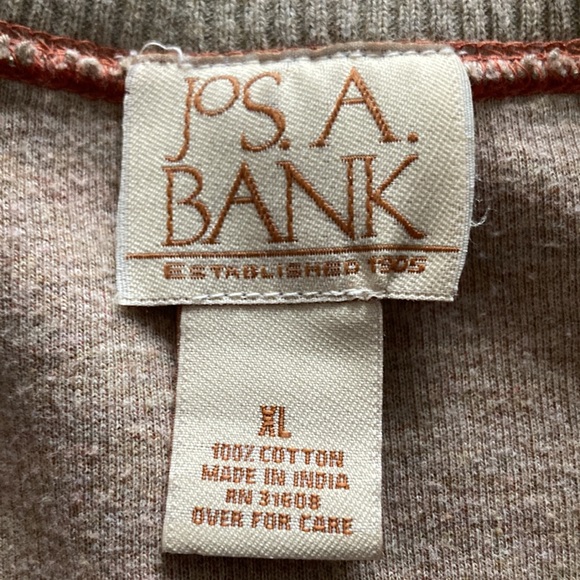 JOS. A.
BANK
ESTABLISHED 1905
XL
100% COTTON
MADE IN INDIA
RN 31608
OVER FOR CARE